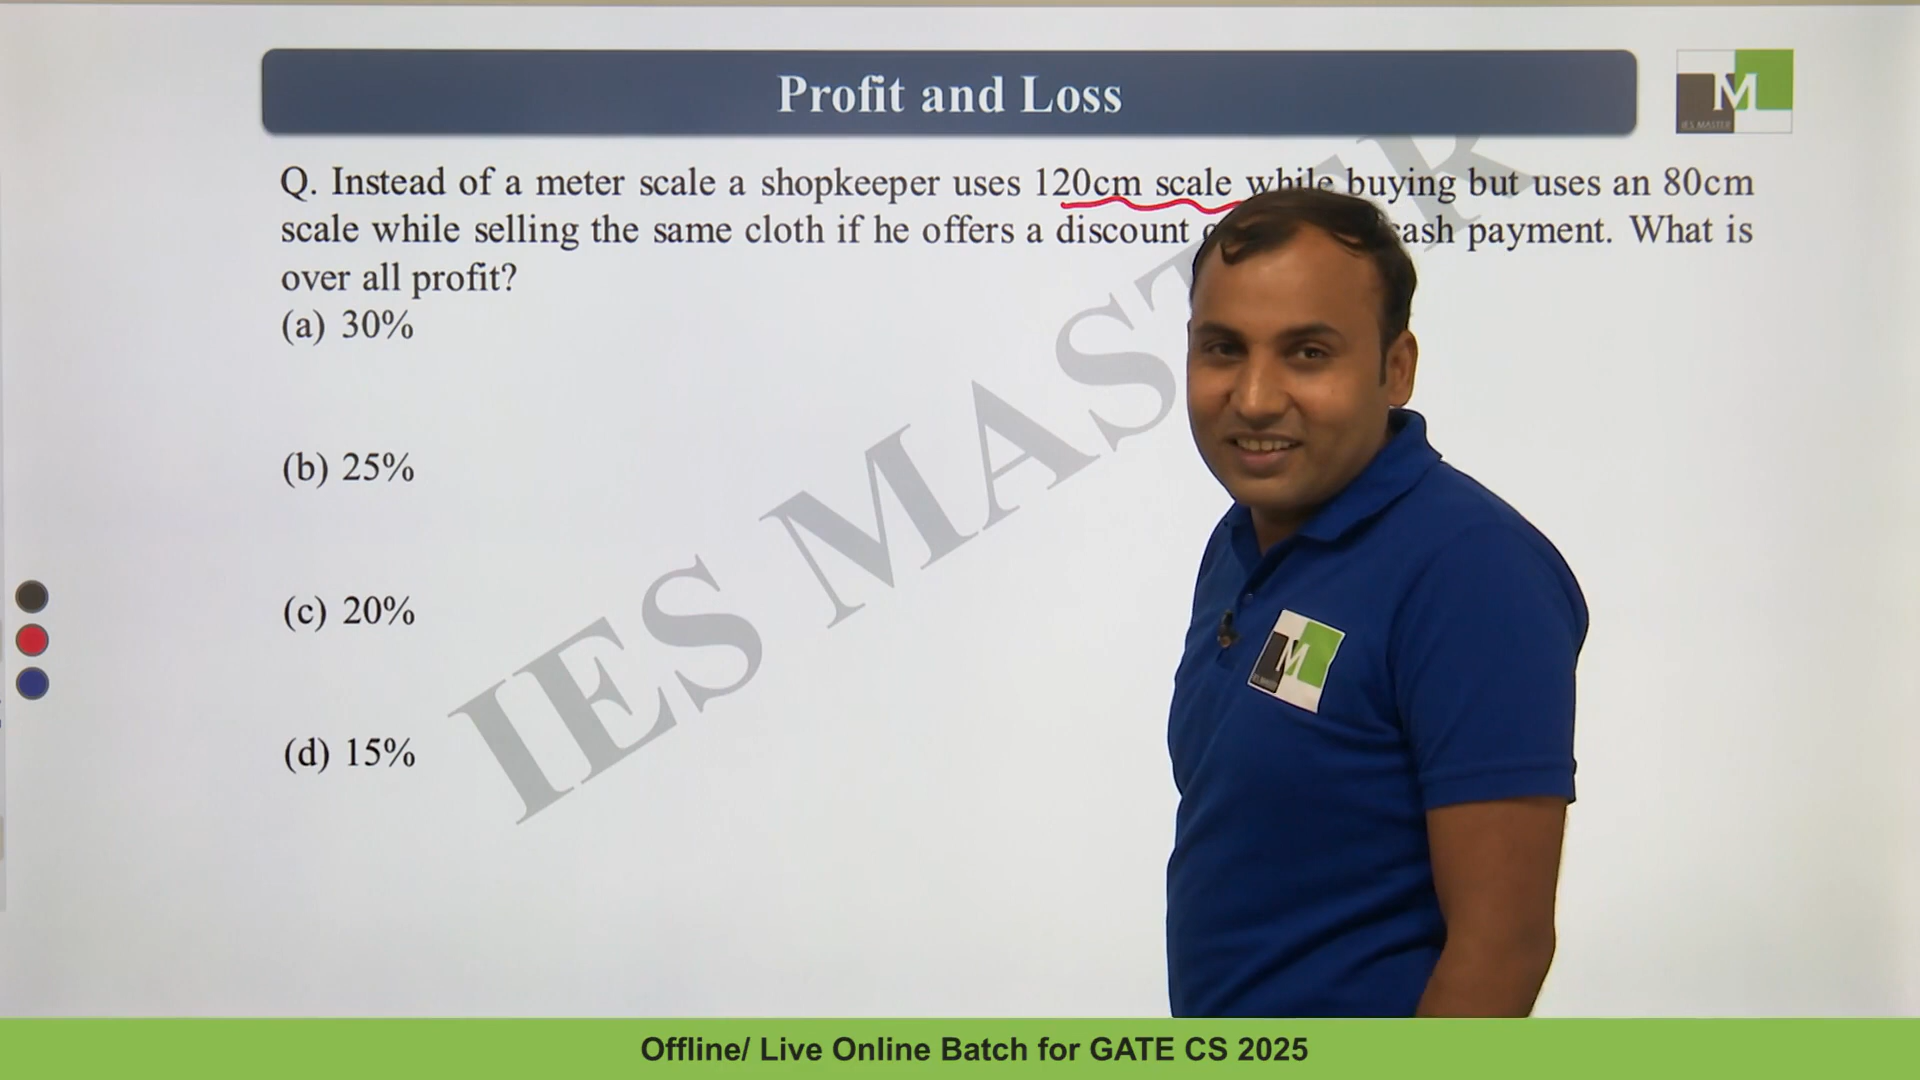 Profit and Loss
M
IES MASTER
Q. Instead of a meter scale a shopkeeper uses 120cm scale while buying but uses an 80cm
scale while selling the same cloth if he offers a discount cash payment. What is
over all profit?
(a) 30%
(b) 25%
(c) 20%
(d) 15%
IES MASTER
M
Offline/ Live Online Batch for GATE CS 2025